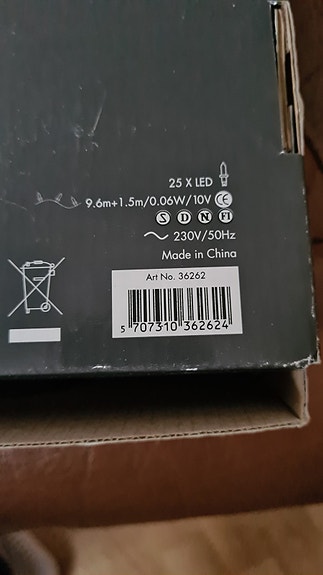 25 X LED
9.6m+1.5m/0.06W/10V CE
S D N FI
230V/50Hz
Made in China
Art No. 36262
5 707310 362624